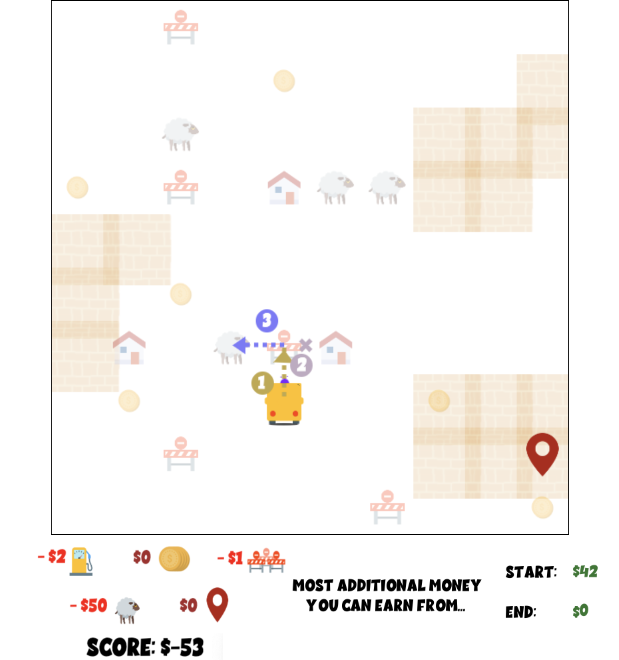 3
2
1
- $2
$0
- $1
- $50
$0
SCORE: $-53
MOST ADDITIONAL MONEY
YOU CAN EARN FROM...
START: $42
END: $0